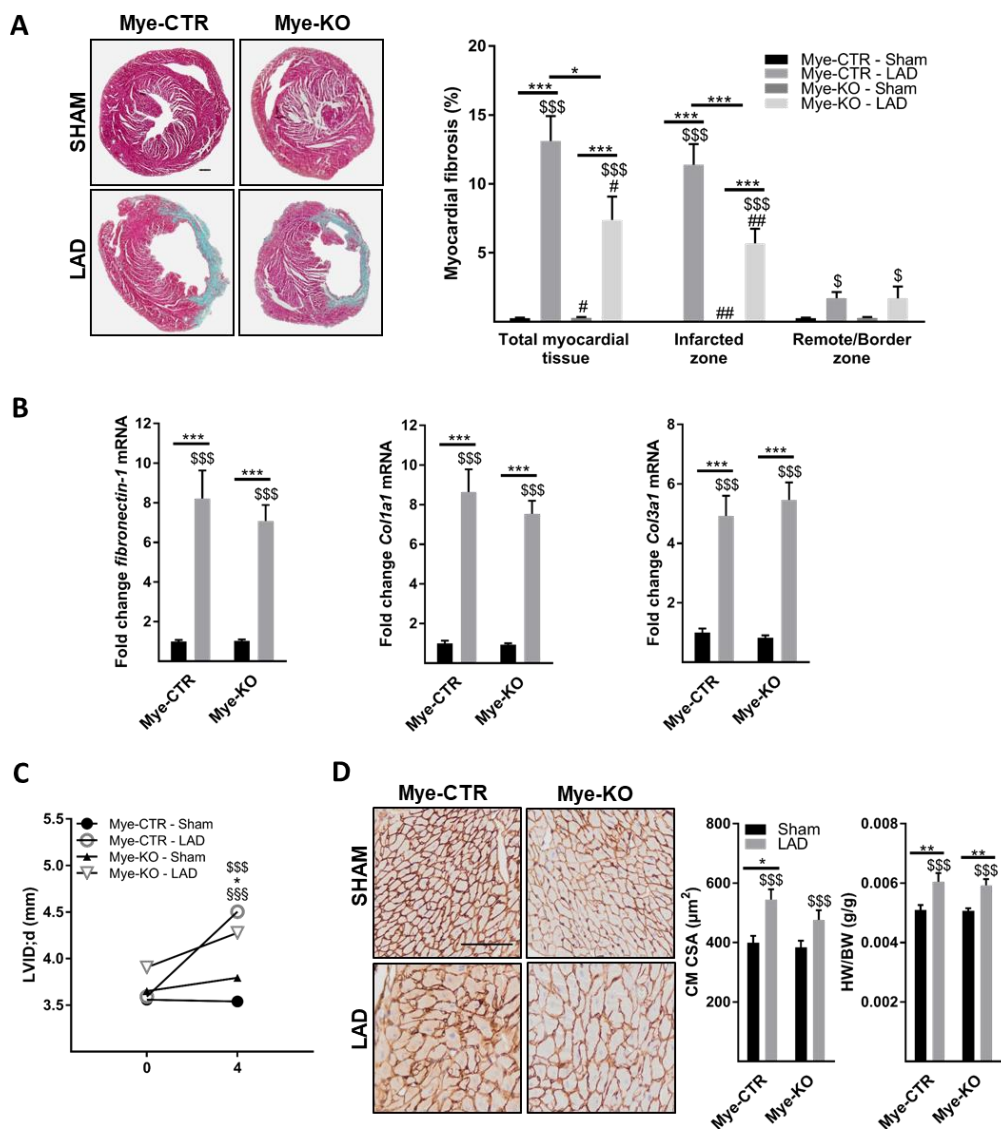 A
Mye-CTR
Mye-KO
SHAM
LAD
Myocardial fibrosis (%)
20
15
10
5
Mye-CTR - Sham
Mye-CTR - LAD
Mye-KO - Sham
Mye-KO - LAD
*
***
***
***
$$$
$$$
***
***
$$$
#
$$$
##
$
$
#
##
Total myocardial tissue
Infarcted zone
Remote/Border zone
B
Fold change fibronectin-1 mRNA
12
10
8
6
4
2
***
$$$
***
$$$
Mye-CTR
Mye-KO
Fold change Col1a1 mRNA
12
10
8
6
4
2
***
$$$
***
$$$
Mye-CTR
Mye-KO
Fold change Col3a1 mRNA
8
6
4
2
***
$$$
***
$$$
Mye-CTR
Mye-KO
C
LVID;d (mm)
5.5
5.0
4.5
4.0
3.5
Mye-CTR - Sham
Mye-CTR - LAD
Mye-KO - Sham
Mye-KO - LAD
$$$
*
§§§
0
4
D
Mye-CTR
Mye-KO
SHAM
LAD
CM CSA (µm²)
800
600
400
200
Sham
LAD
*
$$$
$$$
Mye-CTR
Mye-KO
HW/BW (g/g)
0.008
0.006
0.004
0.002
**
$$$
**
$$$
Mye-CTR
Mye-KO